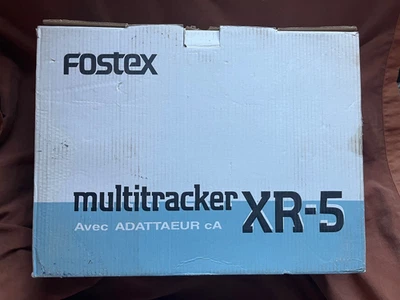 Fostex
multitracker XR-5
Avec ADATTAEUR cA